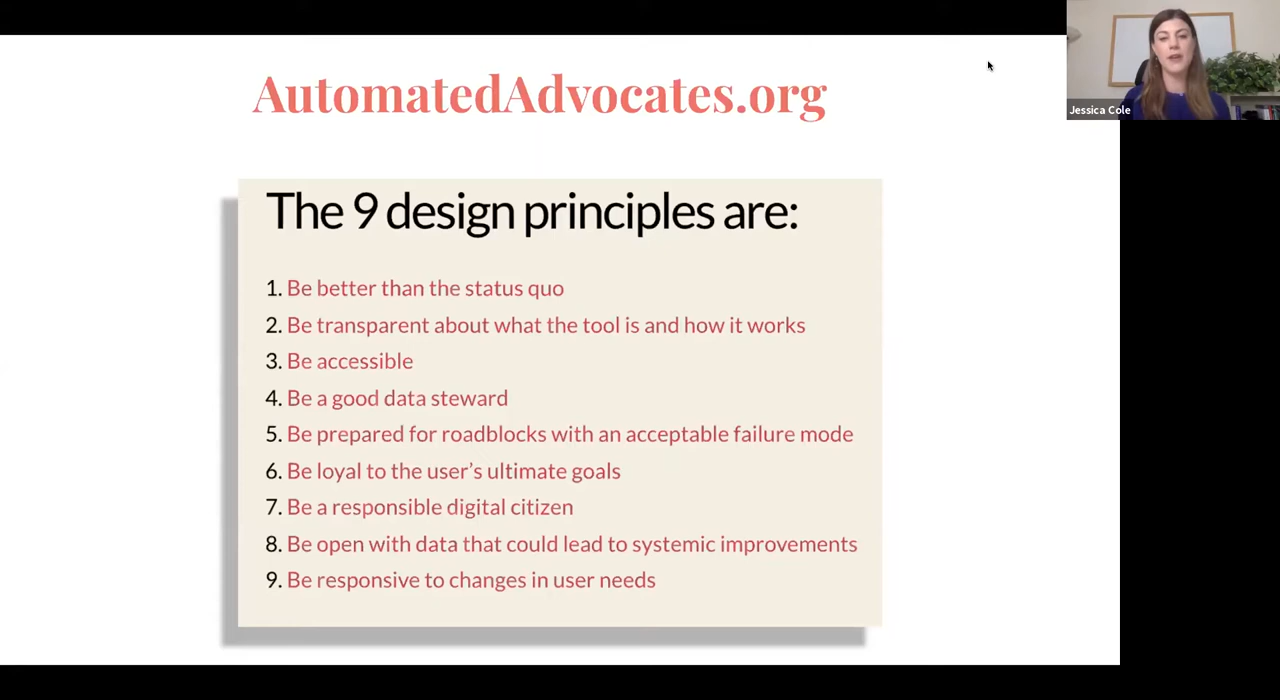 AutomatedAdvocates.org
Jessica Cole
The 9 design principles are:
1. Be better than the status quo
2. Be transparent about what the tool is and how it works
3. Be accessible
4. Be a good data steward
5. Be prepared for roadblocks with an acceptable failure mode
6. Be loyal to the user's ultimate goals
7. Be a responsible digital citizen
8. Be open with data that could lead to systemic improvements
9. Be responsive to changes in user needs